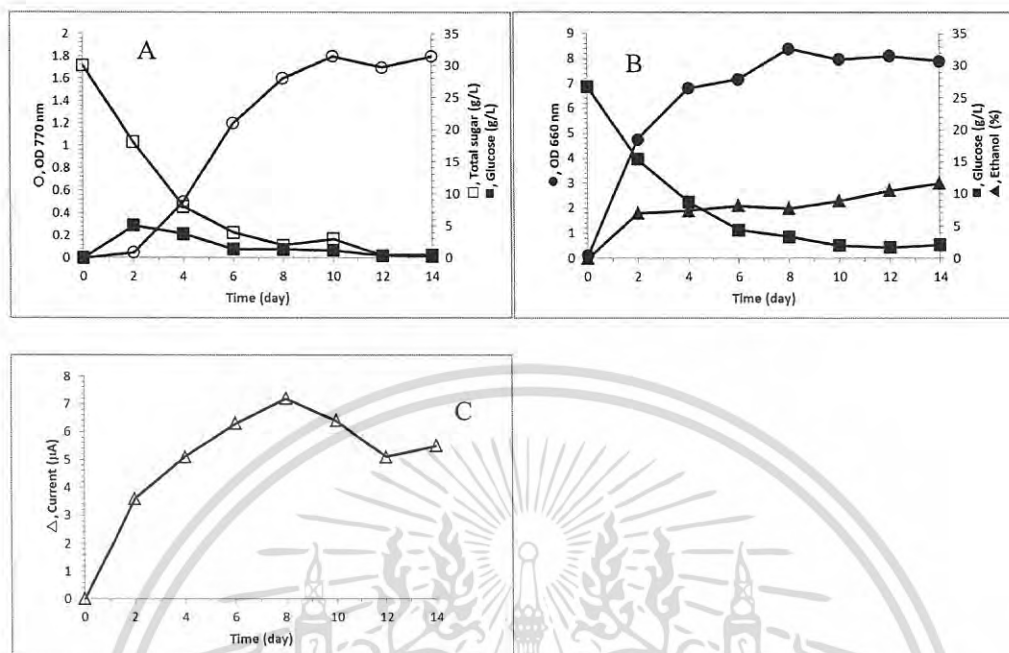 A
2
1.8
1.6
1.4
1.2
1
0.8
0.6
0.4
0.2
0
○, OD 770 nm
35
30
25
20
15
10
5
0
□, Total sugar (g/L)
■, Glucose (g/L)
0 2 4 6 8 10 12 14
Time (day)
B
9
8
7
6
5
4
3
2
1
0
●, OD 660 nm
35
30
25
20
15
10
5
0
■, Glucose (g/L)
▲, Ethanol (%)
0 2 4 6 8 10 12 14
Time (day)
C
8
7
6
5
4
3
2
1
0
△, Current (µA)
0 2 4 6 8 10 12 14
Time (day)